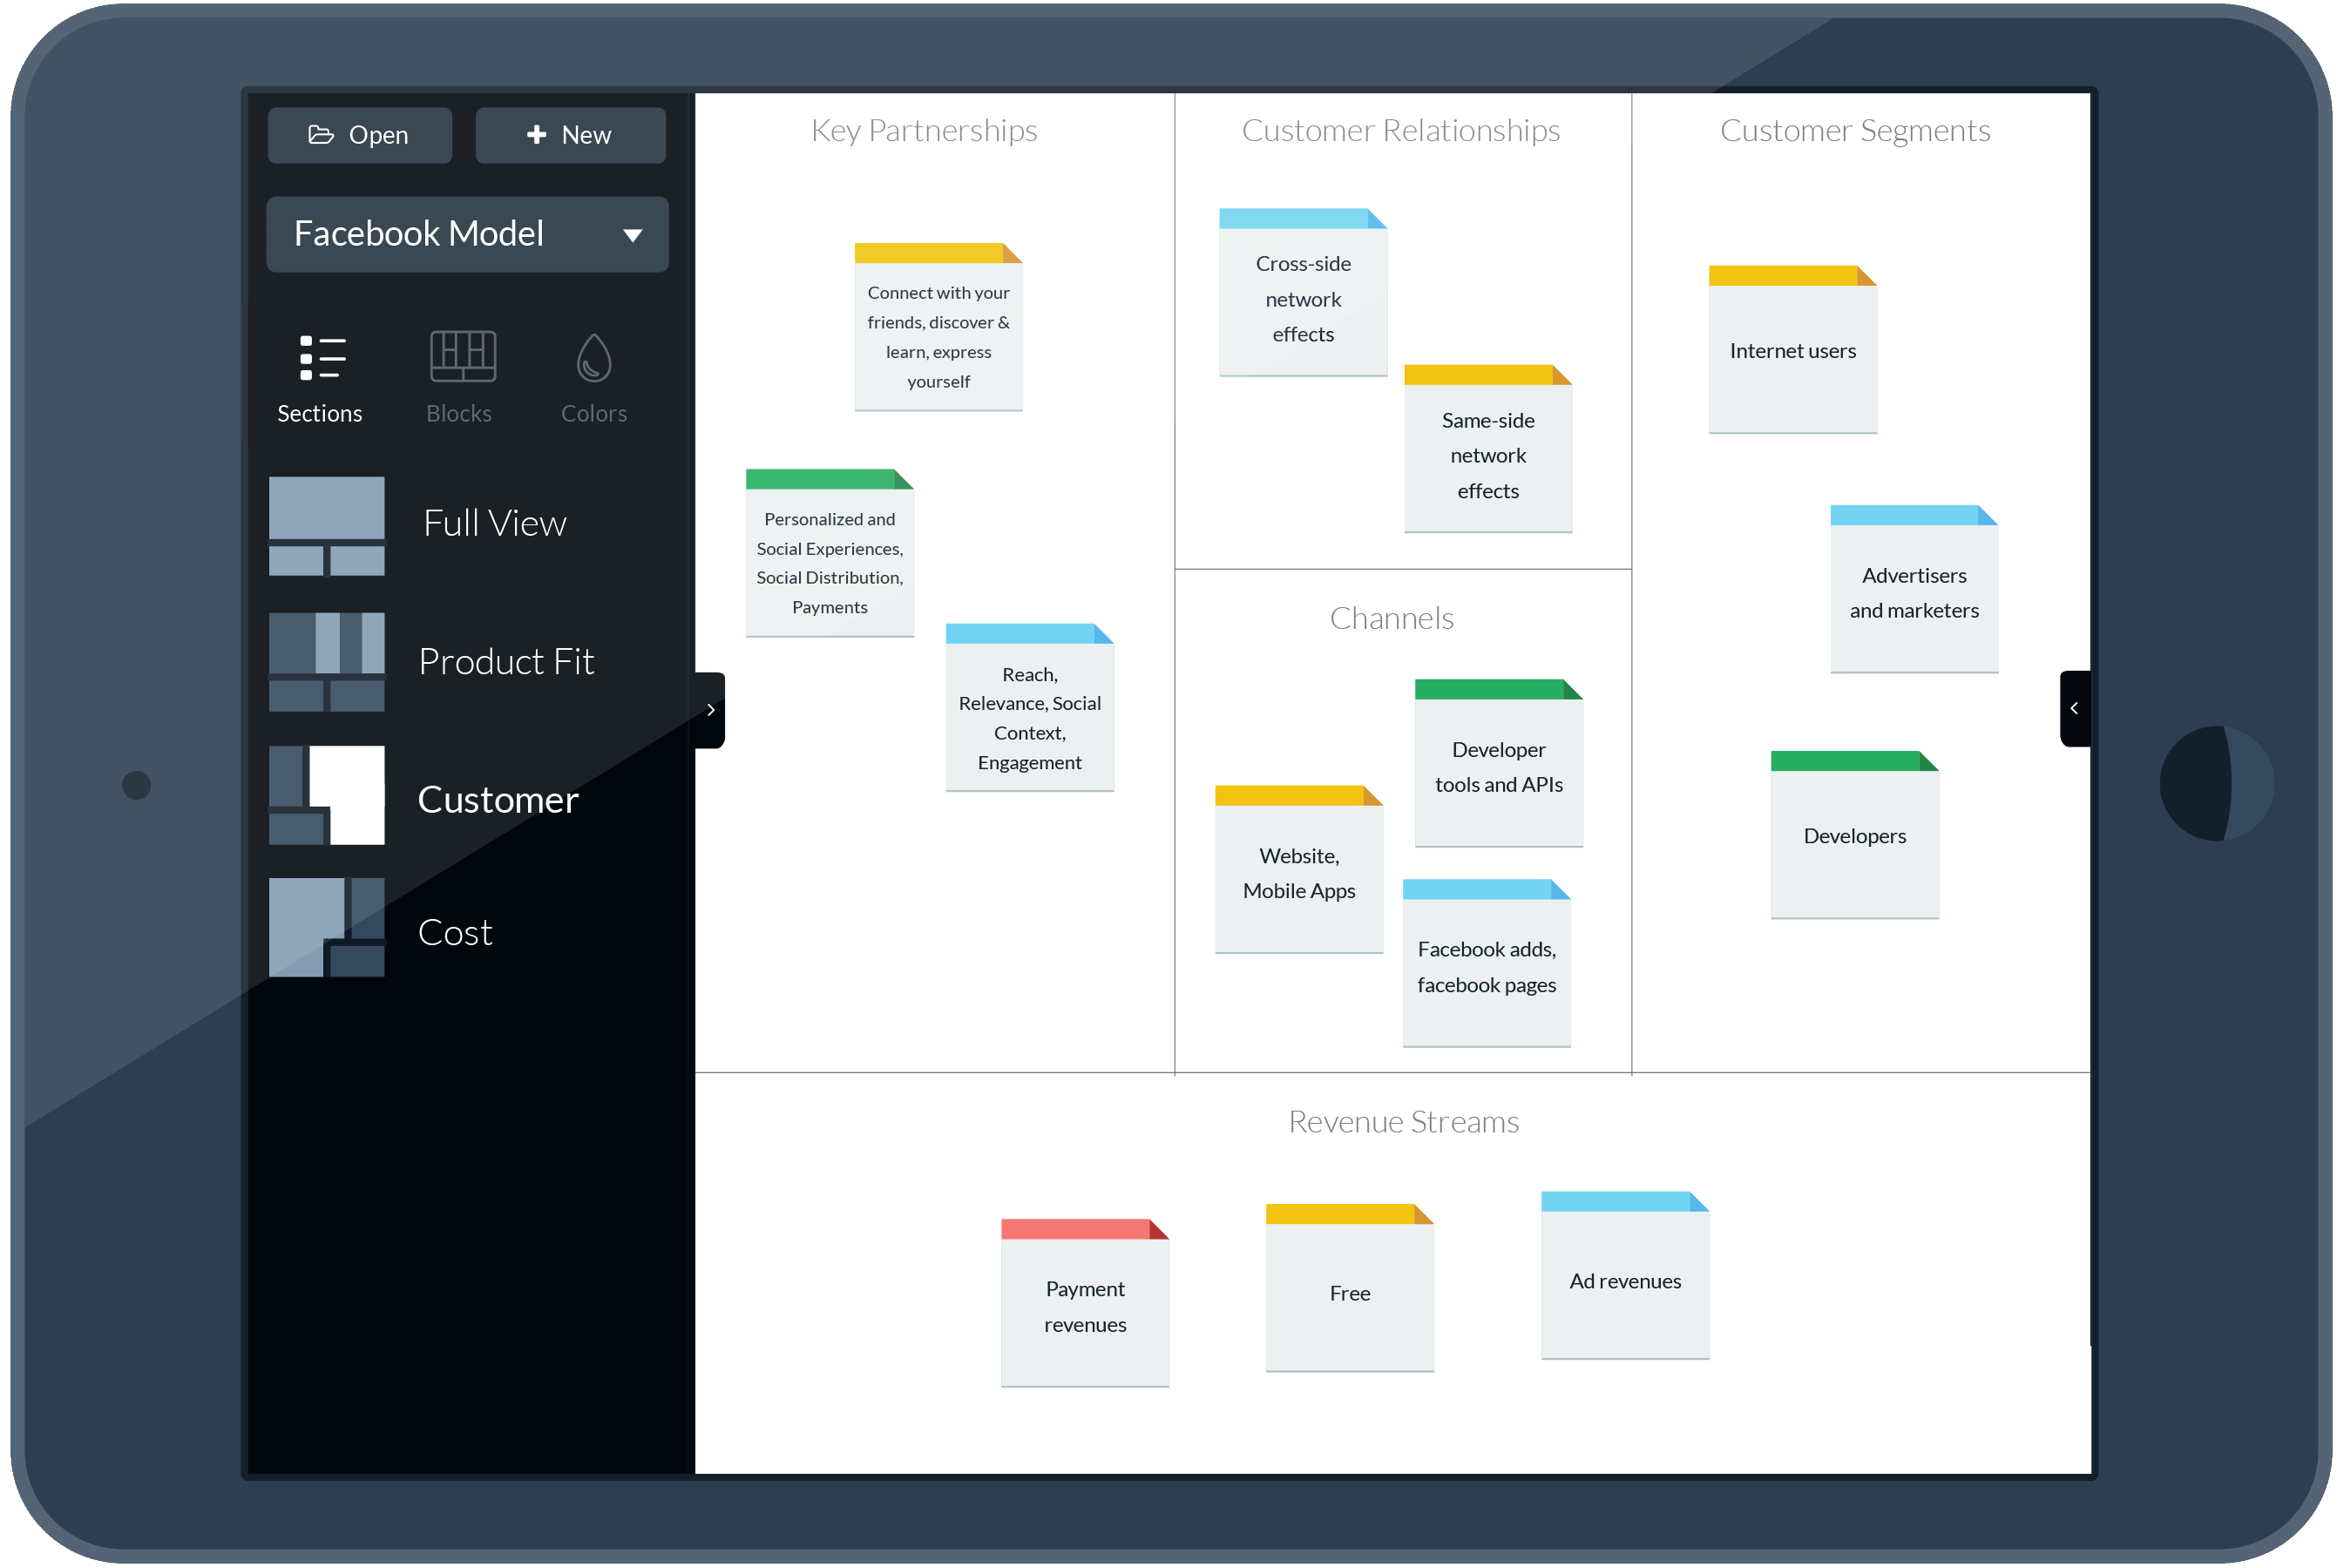 Open
New
Facebook Model
Sections
Blocks
Colors
Full View
Product Fit
Customer
Cost
Key Partnerships
Connect with your
friends, discover &
learn, express
yourself
Personalized and
Social Experiences,
Social Distribution,
Payments
Reach,
Relevance, Social
Context,
Engagement
Customer Relationships
Cross-side
network
effects
Same-side
network
effects
Channels
Developer
tools and APIs
Website,
Mobile Apps
Facebook adds,
facebook pages
Customer Segments
Internet users
Advertisers
and marketers
Developers
Revenue Streams
Payment
revenues
Free
Ad revenues